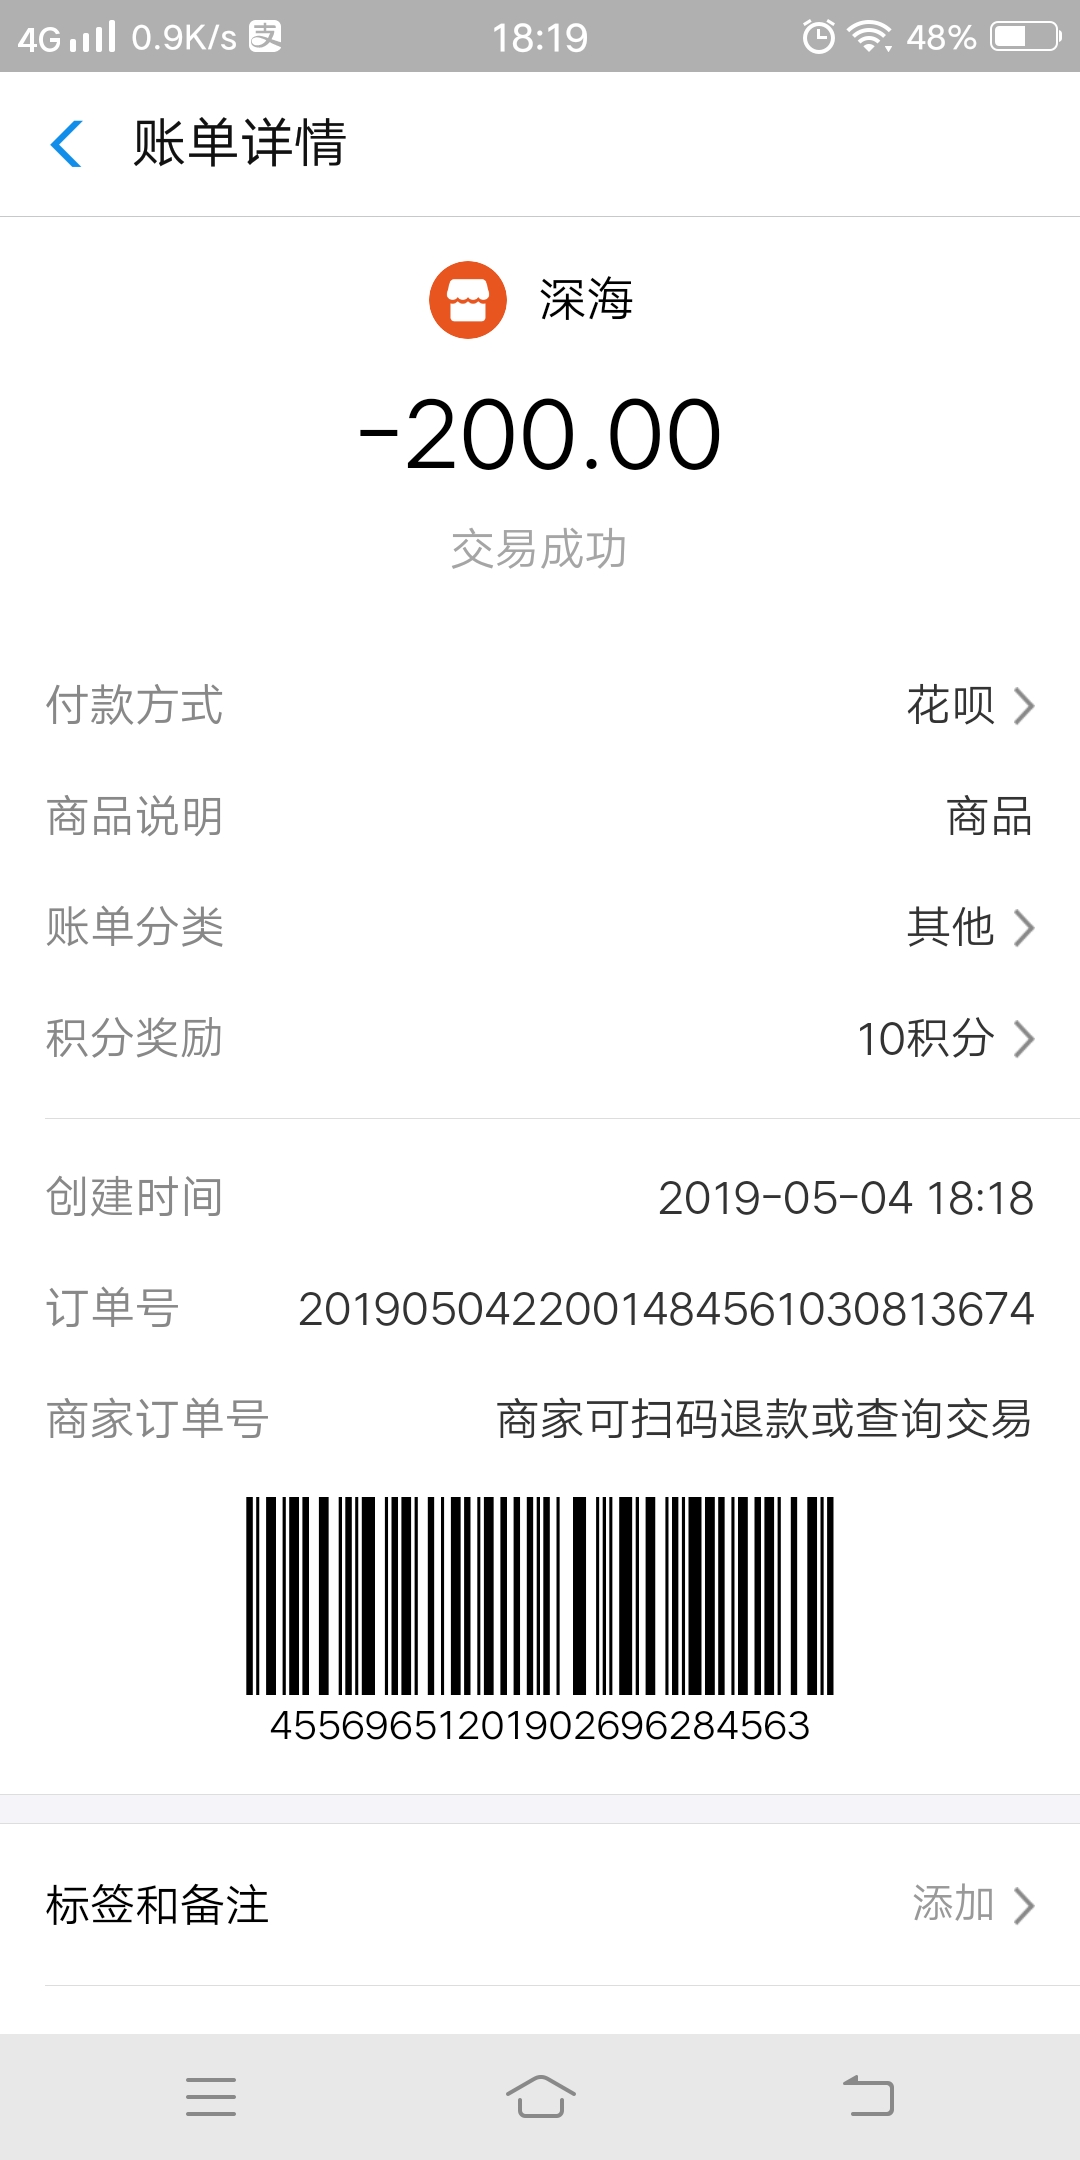 4G 0.9K/s 支 18:19 48%
账单详情
深海
-200.00
交易成功
付款方式 花呗
商品说明 商品
账单分类 其他
积分奖励 10积分
创建时间 2019-05-04 18:18
订单号 2019050422001484561030813674
商家订单号 商家可扫码退款或查询交易
45569651201902696284563
标签和备注 添加